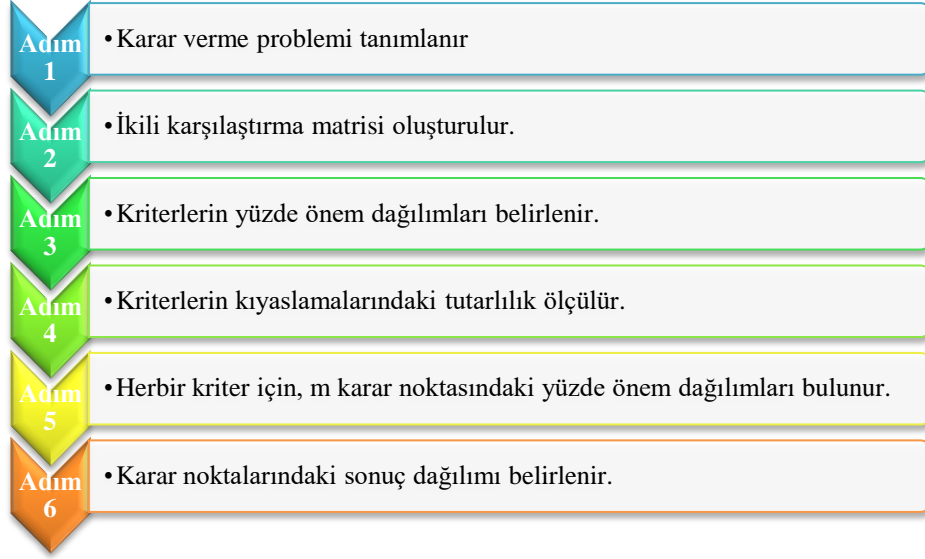 Adım
1
•Karar verme problemi tanımlanır
Adım
2
•İkili karşılaştırma matrisi oluşturulur.
Adım
3
•Kriterlerin yüzde önem dağılımları belirlenir.
Adım
4
•Kriterlerin kıyaslamalarındaki tutarlılık ölçülür.
Adım
5
•Herbir kriter için, m karar noktasındaki yüzde önem dağılımları bulunur.
Adım
6
•Karar noktalarındaki sonuç dağılımı belirlenir.